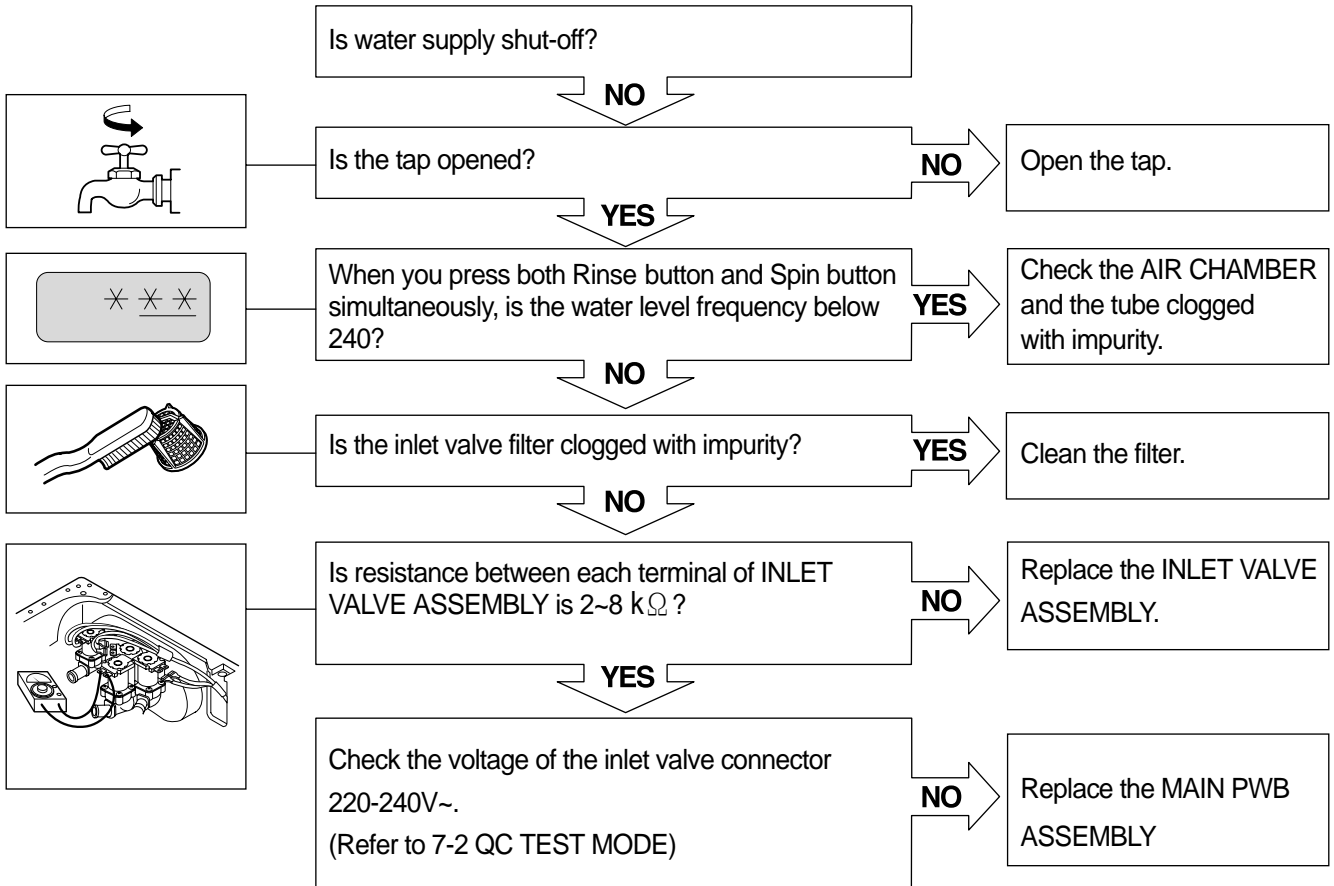 Is water supply shut-off?
NO
Is the tap opened?
NO
Open the tap.
YES
When you press both Rinse button and Spin button
simultaneously, is the water level frequency below
240?
YES
Check the AIR CHAMBER
and the tube clogged
with impurity.
NO
Is the inlet valve filter clogged with impurity?
YES
Clean the filter.
NO
Is resistance between each terminal of INLET
VALVE ASSEMBLY is 2~8 kΩ ?
NO
Replace the INLET VALVE
ASSEMBLY.
YES
Check the voltage of the inlet valve connector
220-240V~.
(Refer to 7-2 QC TEST MODE)
NO
Replace the MAIN PWB
ASSEMBLY